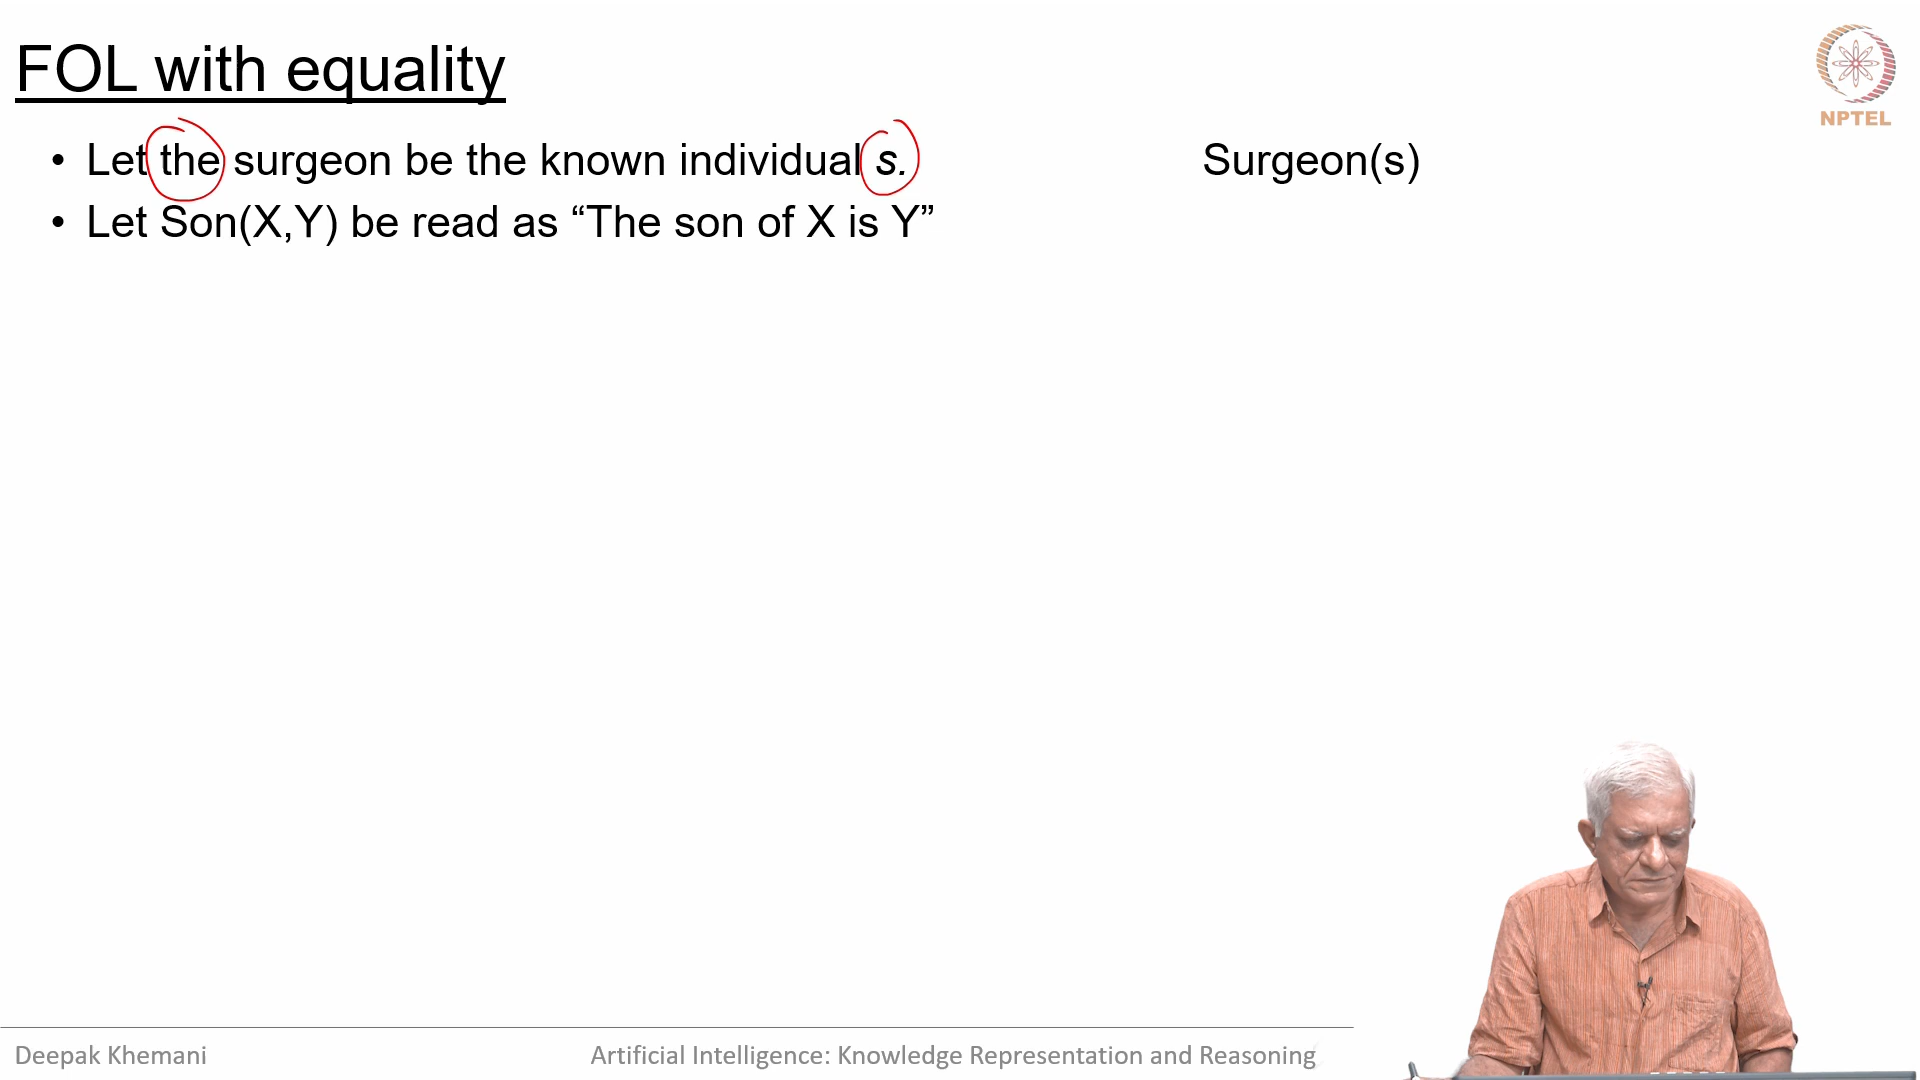 FOL with equality
NPTEL
• Let the surgeon be the known individual s. Surgeon(s)
• Let Son(X,Y) be read as “The son of X is Y”
Deepak Khemani Artificial Intelligence: Knowledge Representation and Reasoning